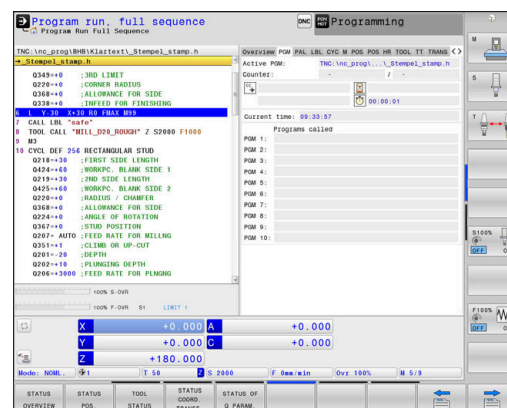 Program run, full sequence
Program Run Full Sequence
DNC
Programming
TNC:\nc_prog\BHB\Klartext\_Stempel_stamp.h
→_Stempel_stamp.h
Q349=+0 ;3RD LIMIT
Q220=+0 ;CORNER RADIUS
Q368=+0 ;ALLOWANCE FOR SIDE
Q338=+0 ;INFEED FOR FINISHING
6 L Y-30 X+30 R0 FMAX M99
7 CALL LBL "safe"
8 TOOL CALL "MILL_D20_ROUGH" Z S2000 F1000
9 M3
10 CYCL DEF 256 RECTANGULAR STUD
Q218=+30 ;FIRST SIDE LENGTH
Q424=+60 ;WORKPC. BLANK SIDE 1
Q219=+30 ;2ND SIDE LENGTH
Q425=+60 ;WORKPC. BLANK SIDE 2
Q220=+0 ;RADIUS / CHAMFER
Q368=+0 ;ALLOWANCE FOR SIDE
Q224=+0 ;ANGLE OF ROTATION
Q367=+0 ;STUD POSITION
Q207= AUTO ;FEED RATE FOR MILLNG
Q351=+1 ;CLIMB OR UP-CUT
Q201=-20 ;DEPTH
Q202=+10 ;PLUNGING DEPTH
Q206=+3000 ;FEED RATE FOR PLNGNG
100% S-OVR
100% F-OVR S1 LIMIT 1
Overview PGM PAL LBL CYC M POS POS HR TOOL TT TRANS
Active PGM: TNC:\nc_prog\...\_Stempel_stamp.h
Counter: - / -
00:00:01
Current time: 09:33:57
Programs called
PGM 1:
PGM 2:
PGM 3:
PGM 4:
PGM 5:
PGM 6:
PGM 7:
PGM 8:
PGM 9:
PGM 10:
X +0.000 A +0.000
Y +0.000 C +0.000
Z +180.000
Mode: NOML. 1 T 50 Z S 2000 F 0mm/min Ovr 100% M 5/9
STATUS OVERVIEW
STATUS POS.
TOOL STATUS
STATUS COORD.
STATUS OF Q PARAM.
M
S
T
S100%
OFF
F100%
OFF